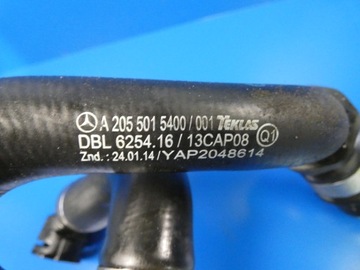 A 205 501 5400 / 001 TEKLAS
DBL 6254.16 / 13CAP08 Q1
Znd.: 24.01.14 / YAP2048614